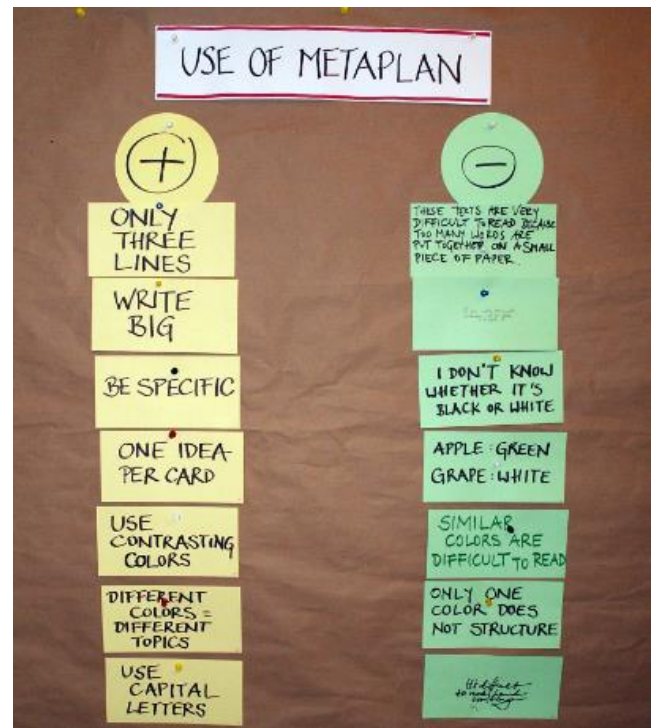 USE OF METAPLAN
+
ONLY
THREE
LINES
WRITE
BIG
BE SPECIFIC
ONE IDEA
PER CARD
USE
CONTRASTING
COLORS
DIFFERENT
COLORS =
DIFFERENT
TOPICS
USE
CAPITAL
LETTERS
-
THESE TEXTS ARE VERY
DIFFICULT TO READ BECAUSE
TOO MANY WORDS ARE
PUT TOGETHER ON A SMALL
PIECE OF PAPER.
I DON'T KNOW
WHETHER IT'S
BLACK OR WHITE
APPLE : GREEN
GRAPE : WHITE
SIMILAR
COLORS ARE
DIFFICULT TO READ
ONLY ONE
COLOR DOES
NOT STRUCTURE